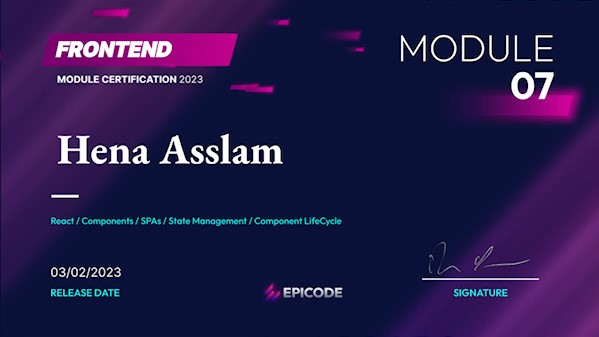 FRONTEND
MODULE CERTIFICATION 2023
MODULE
07
Hena Asslam
React / Components / SPAs / State Management / Component LifeCycle
03/02/2023
RELEASE DATE
EPICODE
SIGNATURE